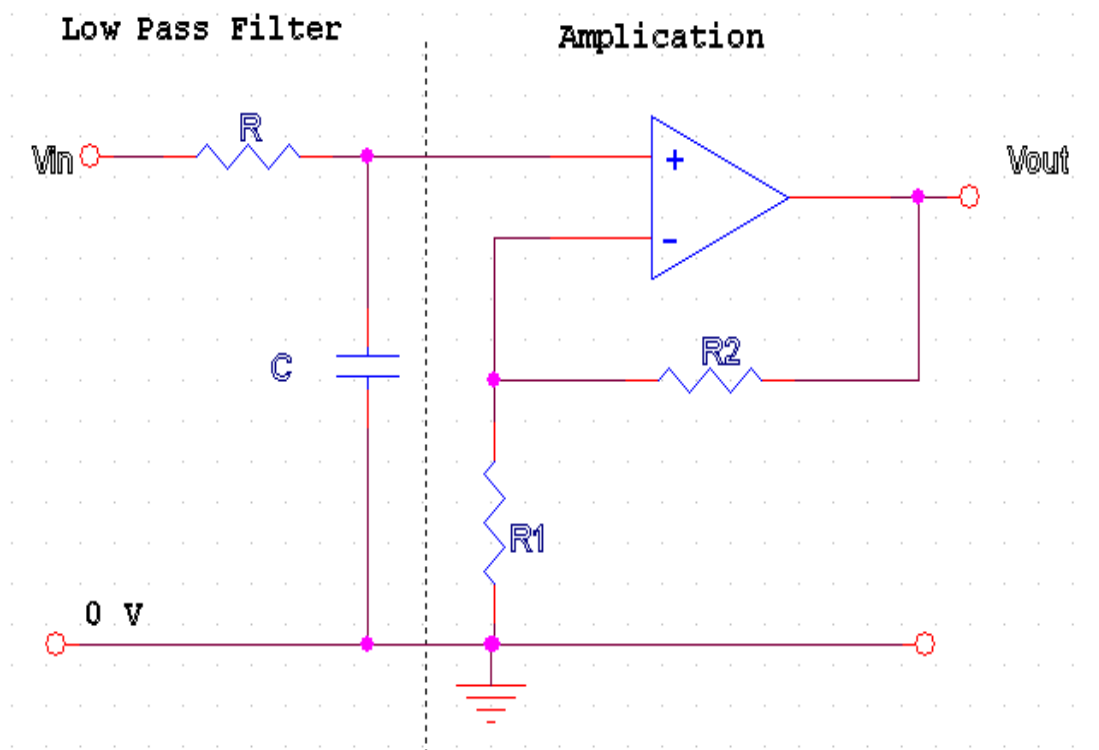 Low Pass Filter
Amplication
R
Vin
+
Vout
-
R2
C
R1
0 V